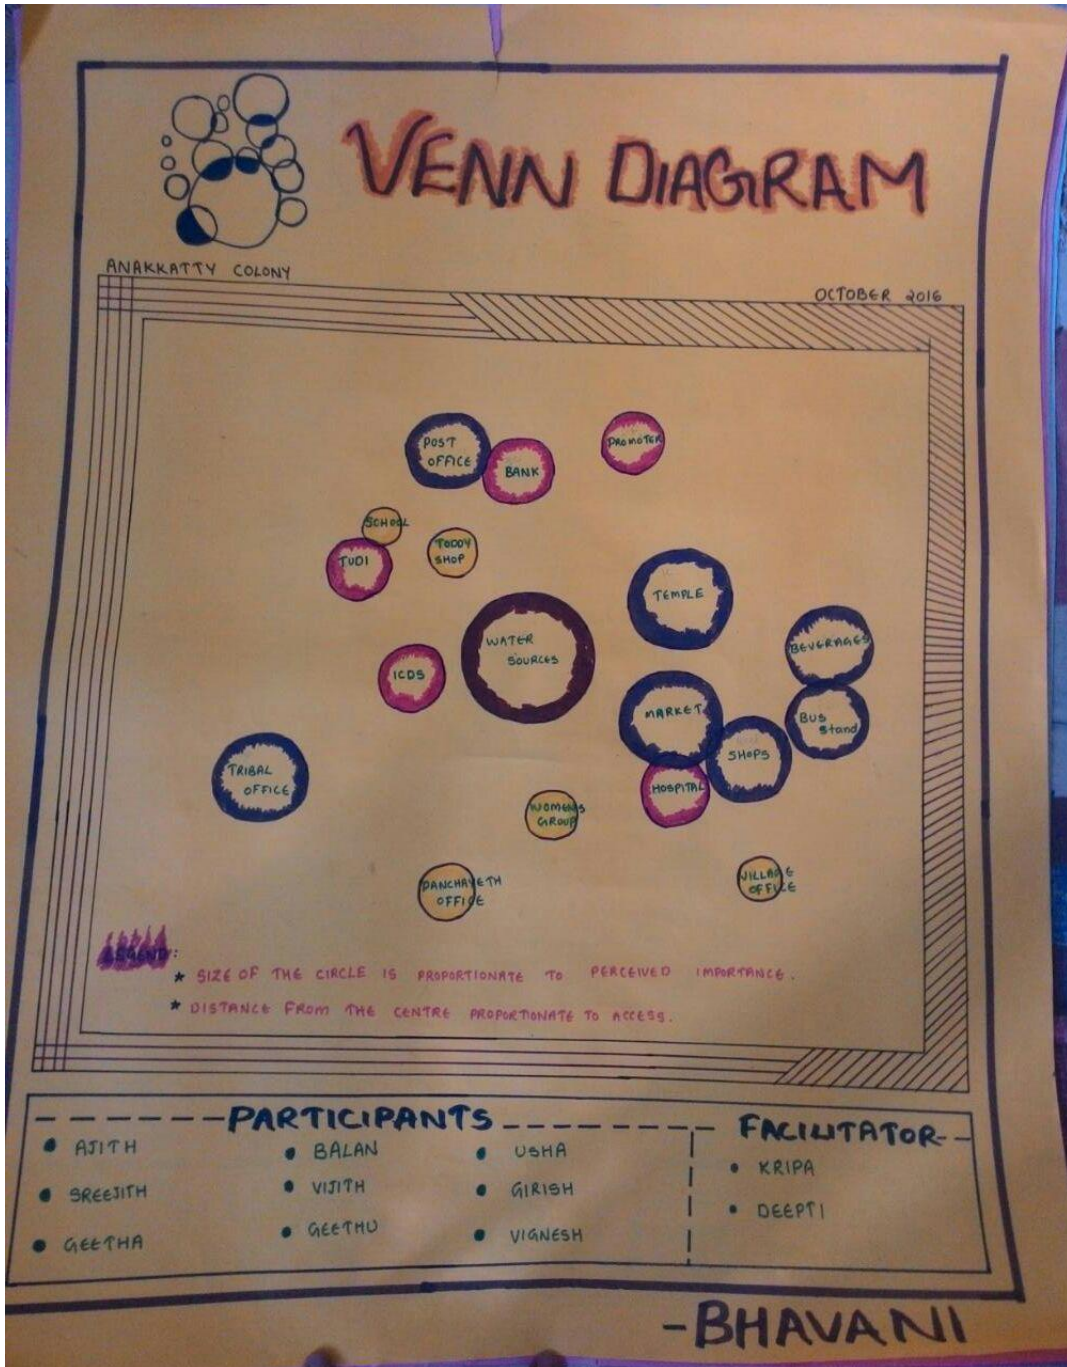 VENN DIAGRAM
ANAKKATTY COLONY
OCTOBER 2016
POST
OFFICE
BANK
PROMOTER
SCHOOL
TUDI
TODDY
SHOP
TEMPLE
WATER
SOURCES
BEVERAGES
ICDS
MARKET
BUS
Stand
SHOPS
TRIBAL
OFFICE
HOSPITAL
WOMENS
GROUP
PANCHAYETH
OFFICE
VILLAGE
OFFICE
LEGEND:
* SIZE OF THE CIRCLE IS PROPORTIONATE TO PERCEIVED IMPORTANCE.
* DISTANCE FROM THE CENTRE PROPORTIONATE TO ACCESS.
PARTICIPANTS
• AJITH
• SREEJITH
• GEETHA
• BALAN
• VIJITH
• GEETHU
• USHA
• GIRISH
• VIGNESH
FACILITATOR
• KRIPA
• DEEPTI
-BHAVANI